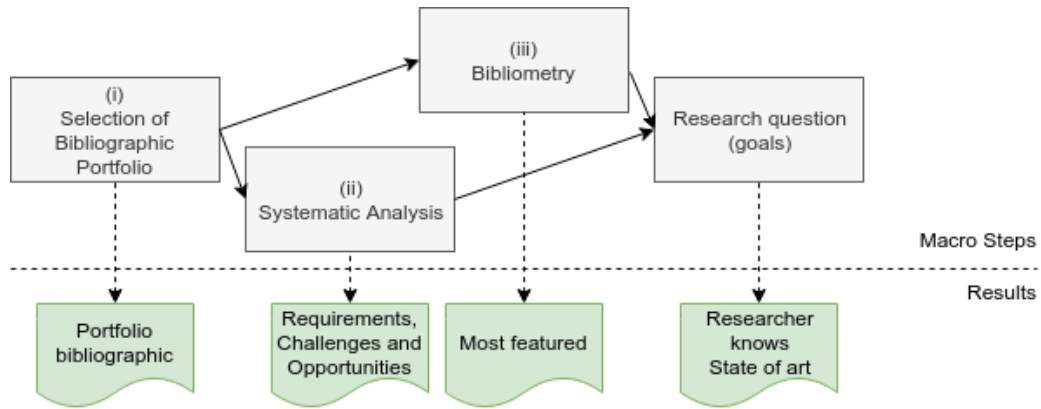 (i)
Selection of
Bibliographic
Portfolio
(ii)
Systematic Analysis
(iii)
Bibliometry
Research question
(goals)
Macro Steps
Results
Portfolio
bibliographic
Requirements,
Challenges and
Opportunities
Most featured
Researcher
knows
State of art